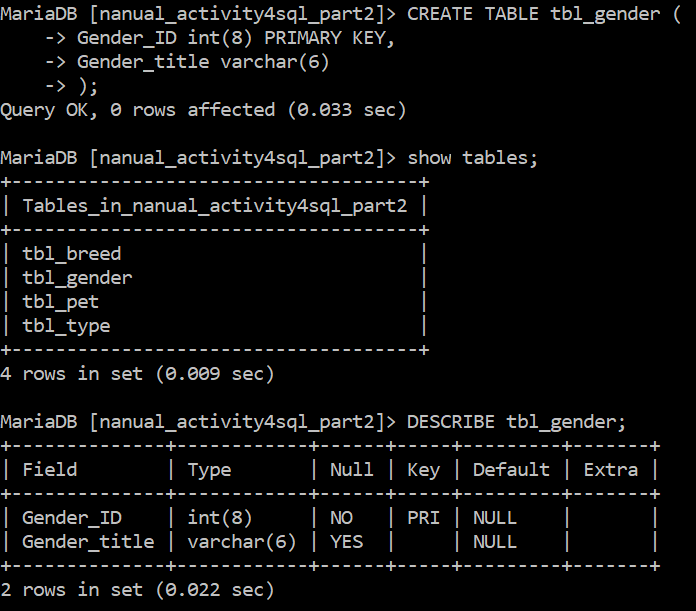 MariaDB [nanual_activity4sql_part2]> CREATE TABLE tbl_gender (
    -> Gender_ID int(8) PRIMARY KEY,
    -> Gender_title varchar(6)
    -> );
Query OK, 0 rows affected (0.033 sec)

MariaDB [nanual_activity4sql_part2]> show tables;
+-------------------------------------+
| Tables_in_nanual_activity4sql_part2 |
+-------------------------------------+
| tbl_breed                           |
| tbl_gender                          |
| tbl_pet                             |
| tbl_type                            |
+-------------------------------------+
4 rows in set (0.009 sec)

MariaDB [nanual_activity4sql_part2]> DESCRIBE tbl_gender;
+--------------+------------+------+-----+---------+-------+
| Field        | Type       | Null | Key | Default | Extra |
+--------------+------------+------+-----+---------+-------+
| Gender_ID    | int(8)     | NO   | PRI | NULL    |       |
| Gender_title | varchar(6) | YES  |     | NULL    |       |
+--------------+------------+------+-----+---------+-------+
2 rows in set (0.022 sec)